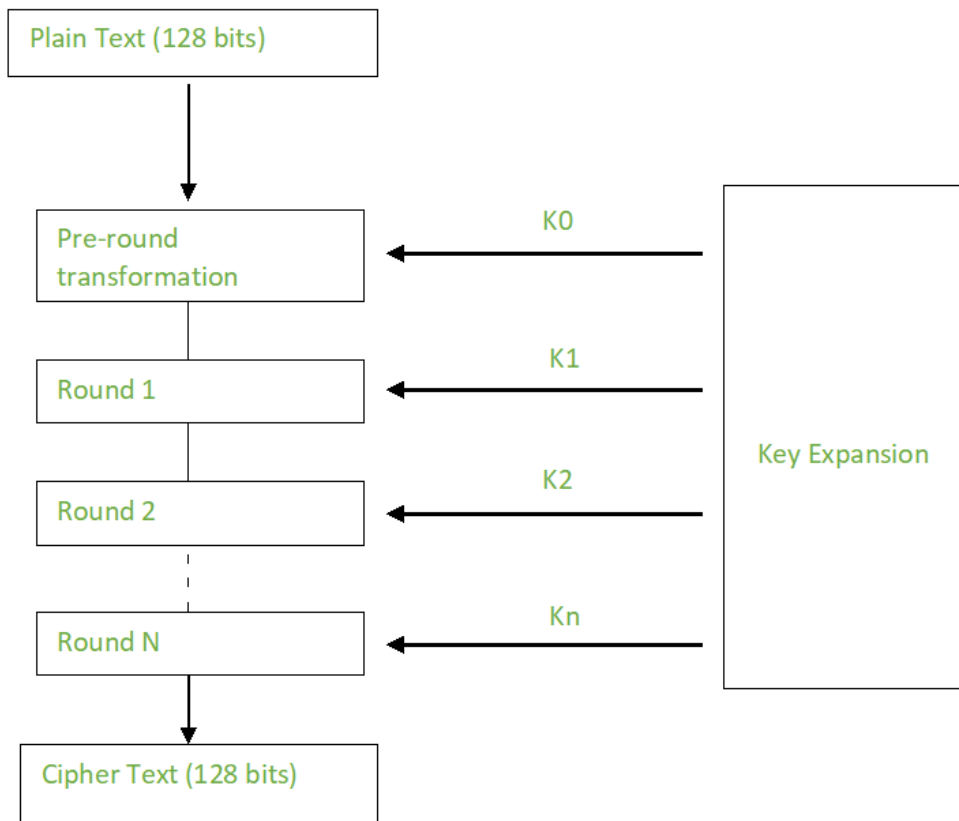 Plain Text (128 bits)
K0
Pre-round
transformation
K1
Round 1
Key Expansion
K2
Round 2
Kn
Round N
Cipher Text (128 bits)